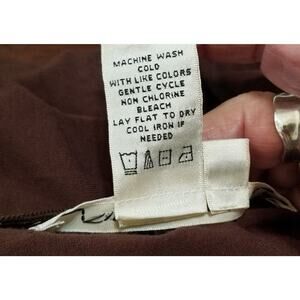 MACHINE WASH
COLD
WITH LIKE COLORS
GENTLE CYCLE
NON CHLORINE
BLEACH
LAY FLAT TO DRY
COOL IRON IF
NEEDED